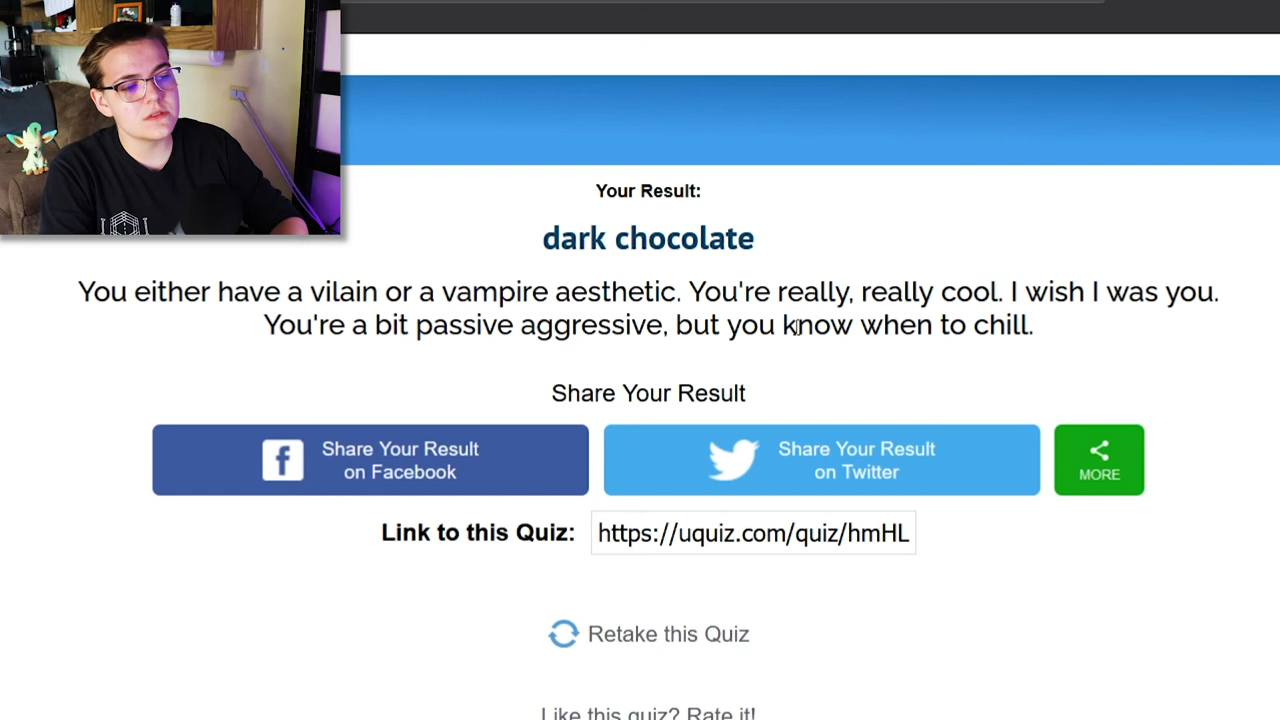 Your Result:
dark chocolate
You either have a vilain or a vampire aesthetic. You're really, really cool. I wish I was you.
You're a bit passive aggressive, but you know when to chill.
Share Your Result
Share Your Result
on Facebook
Share Your Result
on Twitter
MORE
Link to this Quiz: https://uquiz.com/quiz/hmHL
Retake this Quiz
Like this quiz? Rate it!